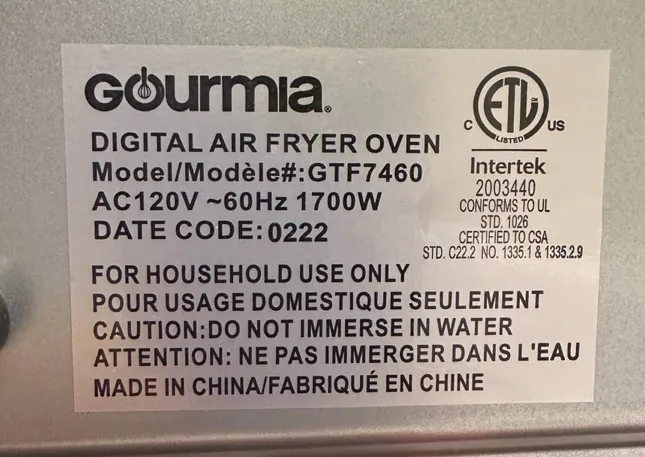 GOurmia®
DIGITAL AIR FRYER OVEN
Model/Modèle#:GTF7460
AC120V ~60Hz 1700W
DATE CODE:0222
FOR HOUSEHOLD USE ONLY
POUR USAGE DOMESTIQUE SEULEMENT
CAUTION:DO NOT IMMERSE IN WATER
ATTENTION: NE PAS IMMERGER DANS L'EAU
MADE IN CHINA/FABRIQUÉ EN CHINE
ETL
C US
LISTED
Intertek
2003440
CONFORMS TO UL
STD. 1026
CERTIFIED TO CSA
STD. C22.2 NO. 1335.1 & 1335.2.9